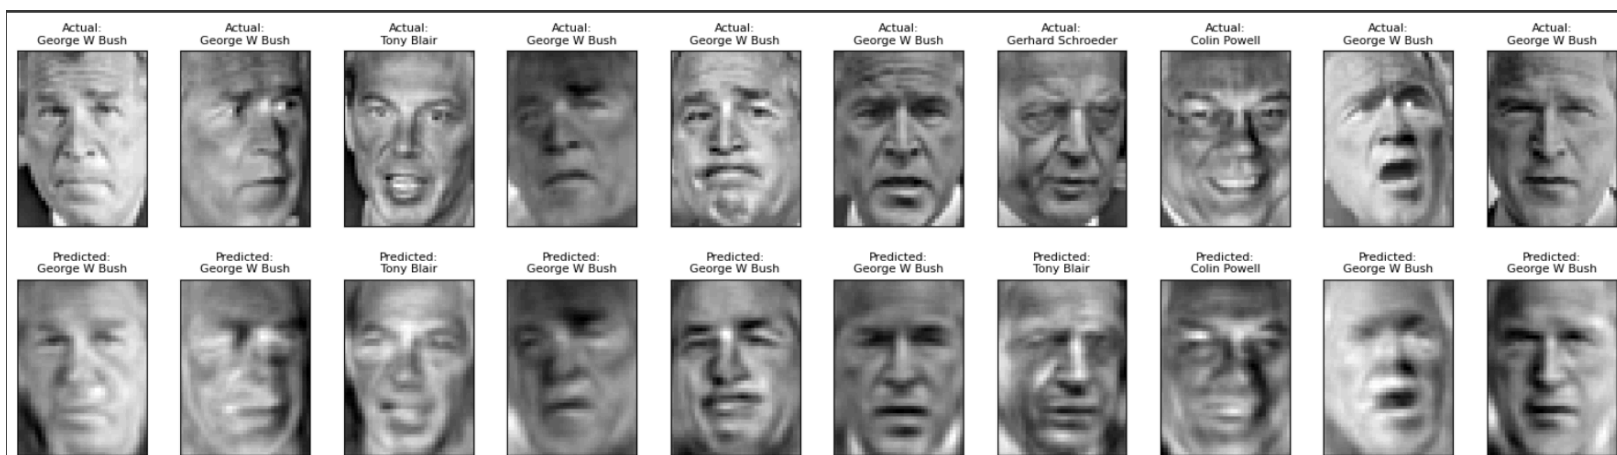 Actual:
George W Bush
Actual:
George W Bush
Actual:
Tony Blair
Actual:
George W Bush
Actual:
George W Bush
Actual:
George W Bush
Actual:
Gerhard Schroeder
Actual:
Colin Powell
Actual:
George W Bush
Actual:
George W Bush
Predicted:
George W Bush
Predicted:
George W Bush
Predicted:
Tony Blair
Predicted:
George W Bush
Predicted:
George W Bush
Predicted:
George W Bush
Predicted:
Tony Blair
Predicted:
Colin Powell
Predicted:
George W Bush
Predicted:
George W Bush